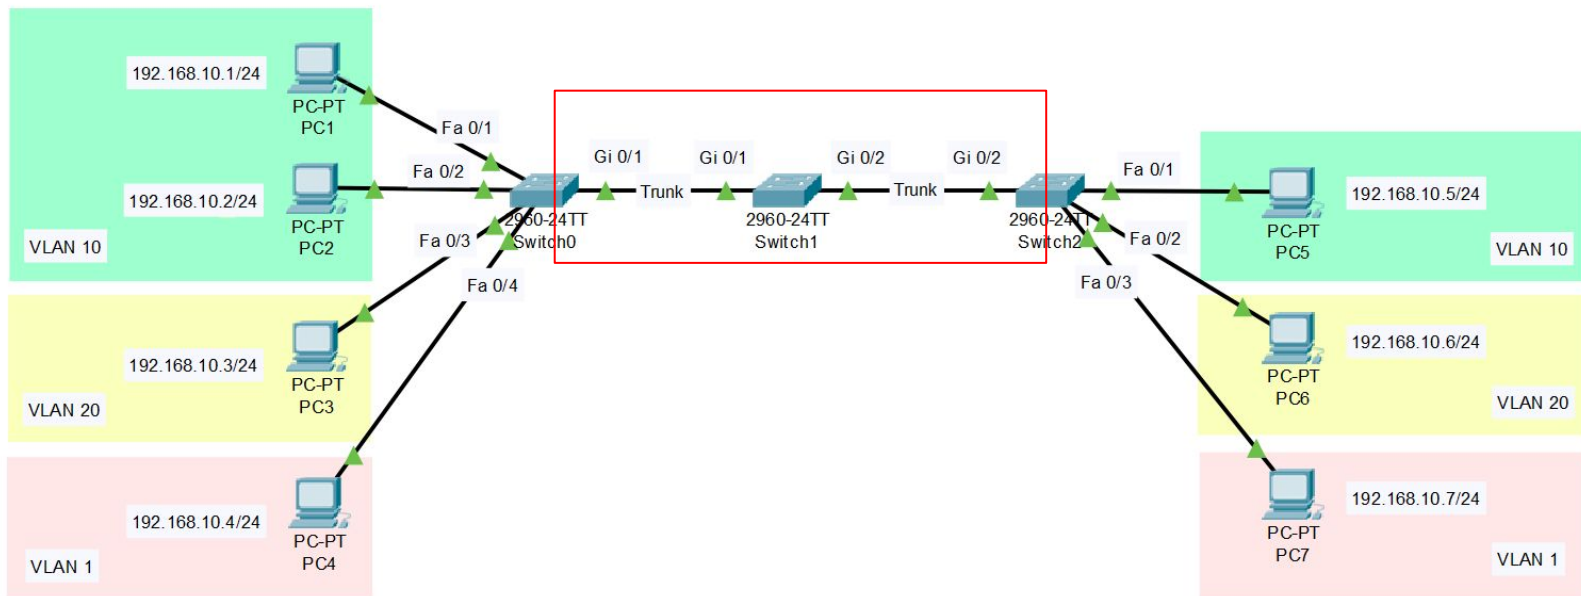 192.168.10.1/24
PC-PT
PC1
Fa 0/1
192.168.10.2/24
PC-PT
PC2
Fa 0/2
VLAN 10
Fa 0/3
Fa 0/4
192.168.10.3/24
PC-PT
PC3
VLAN 20
192.168.10.4/24
PC-PT
PC4
VLAN 1
2960-24TT
Switch0
Gi 0/1
Trunk
Gi 0/1
2960-24TT
Switch1
Gi 0/2
Trunk
Gi 0/2
2960-24TT
Switch2
Fa 0/1
Fa 0/2
Fa 0/3
192.168.10.5/24
PC-PT
PC5
VLAN 10
192.168.10.6/24
PC-PT
PC6
VLAN 20
192.168.10.7/24
PC-PT
PC7
VLAN 1